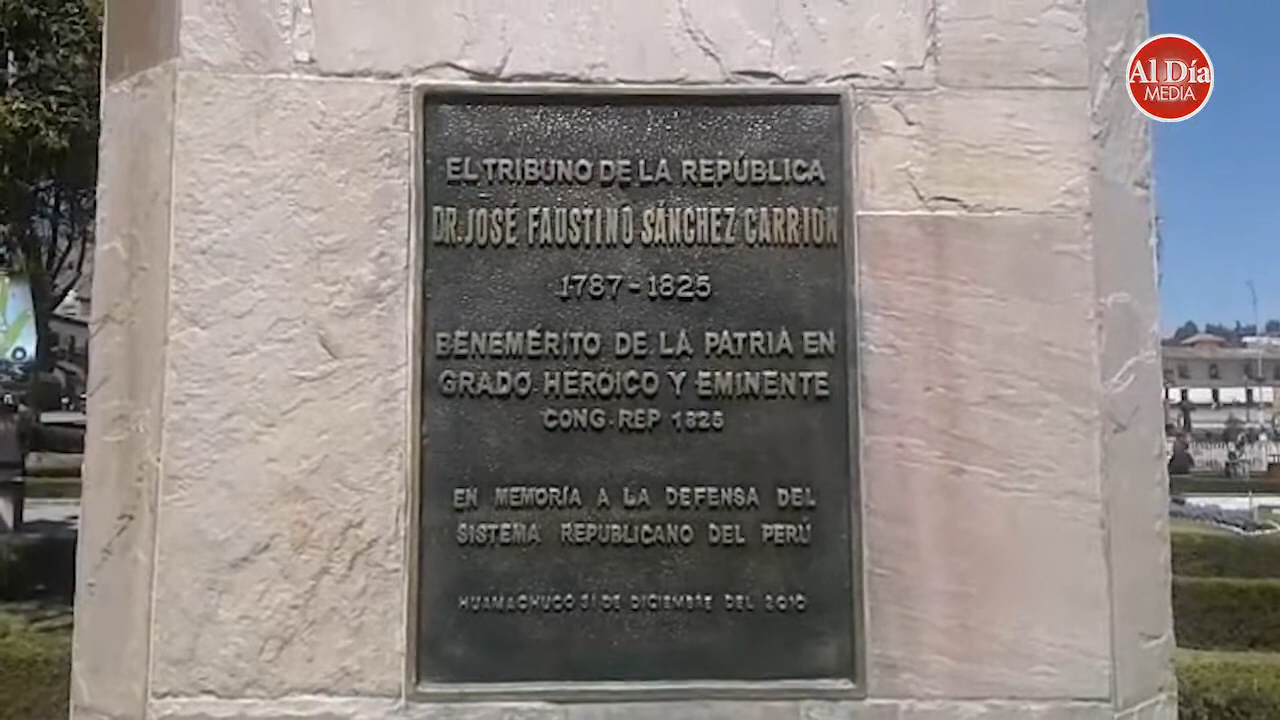 Al Día
MEDIA
EL TRIBUNO DE LA REPÚBLICA
DR. JOSÉ FAUSTINO SÁNCHEZ CARRIÓN
1787 - 1825
BENEMÉRITO DE LA PATRIA EN
GRADO HERÓICO Y EMINENTE
CONG. REP 1825
EN MEMORÍA A LA DEFENSA DEL
SISTEMA REPUBLICANO DEL PERÚ
HUAMACHUCO 31 DE DICIEMBRE DEL 2010